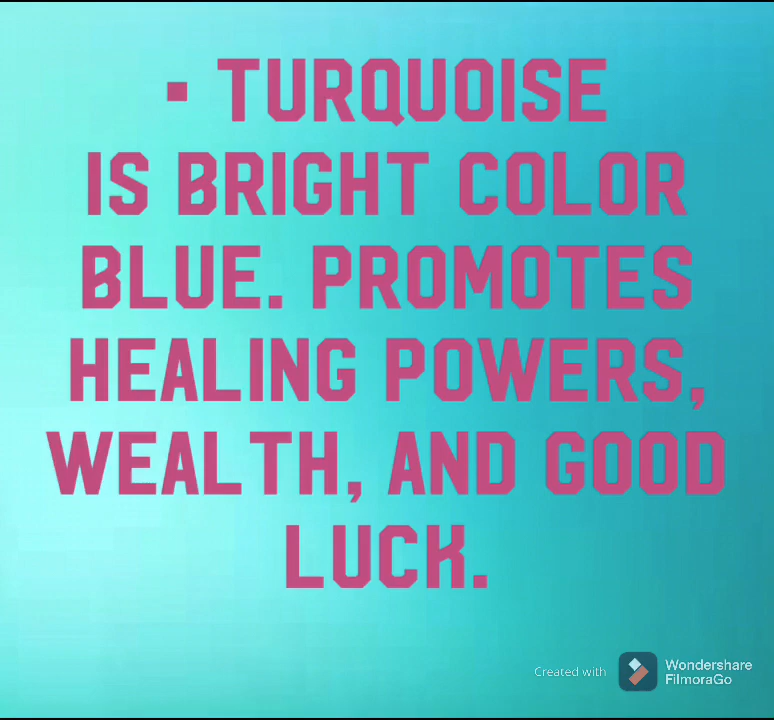 ▪ TURQUOISE
IS BRIGHT COLOR
BLUE. PROMOTES
HEALING POWERS,
WEALTH, AND GOOD
LUCK.
Created with
Wondershare
FilmoraGo